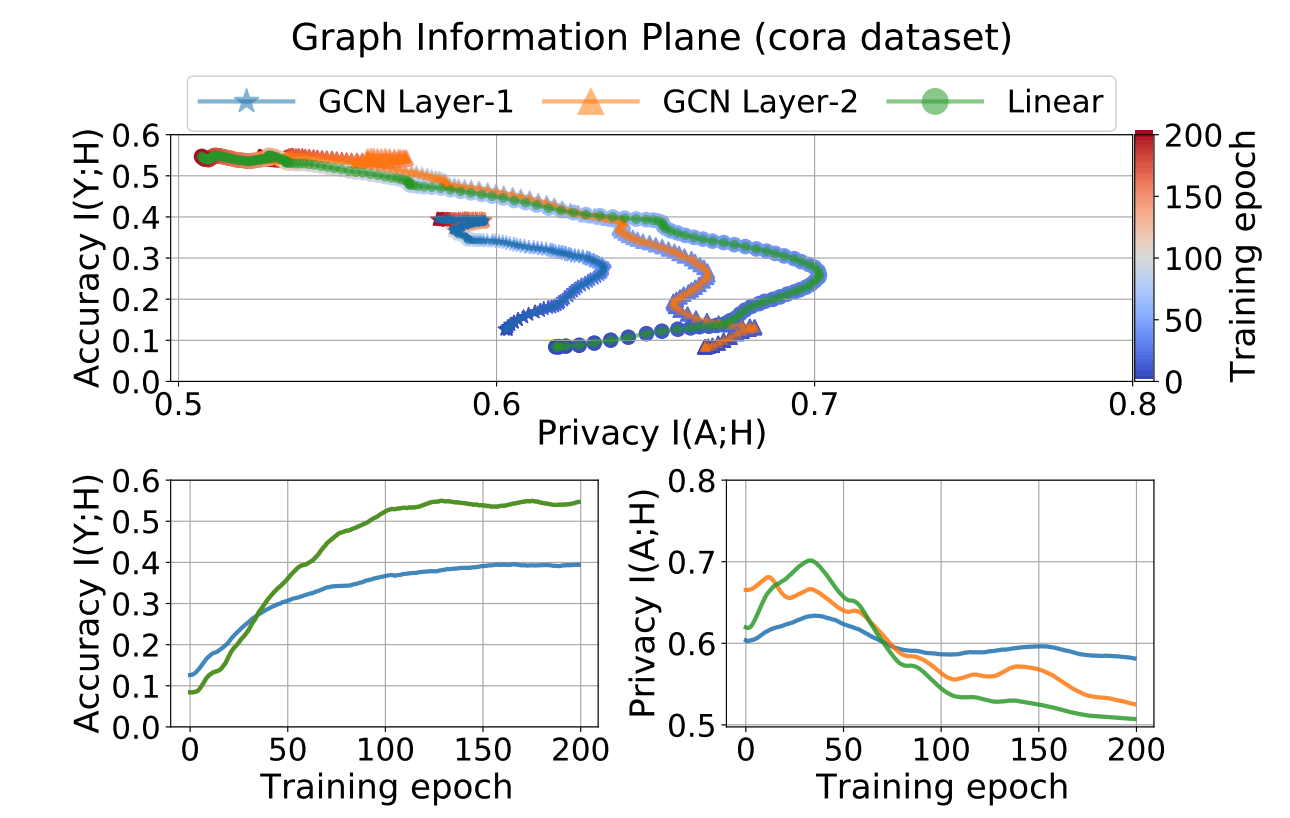 Graph Information Plane (cora dataset)
GCN Layer-1 GCN Layer-2 Linear
Accuracy I(Y;H)
0.6
0.5
0.4
0.3
0.2
0.1
0.0
0.5 0.6 0.7 0.8
Privacy I(A;H)
200
150
100
50
0
Training epoch
Accuracy I(Y;H)
0.6
0.5
0.4
0.3
0.2
0.1
0.0
0 50 100 150 200
Training epoch
Privacy I(A;H)
0.8
0.7
0.6
0.5
0 50 100 150 200
Training epoch